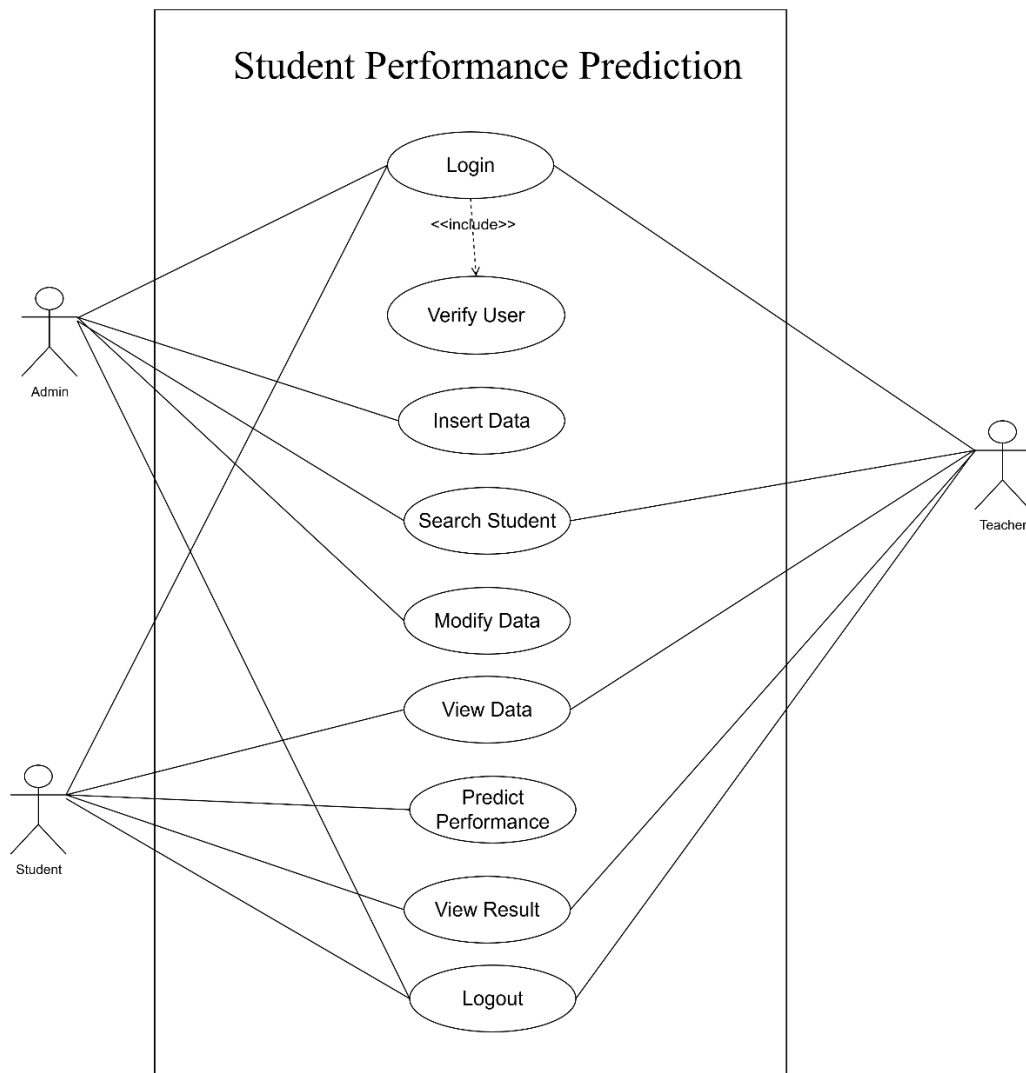 Student Performance Prediction
Login
<<include>>
Verify User
Admin
Insert Data
Search Student
Teacher
Modify Data
View Data
Predict
Performance
Student
View Result
Logout